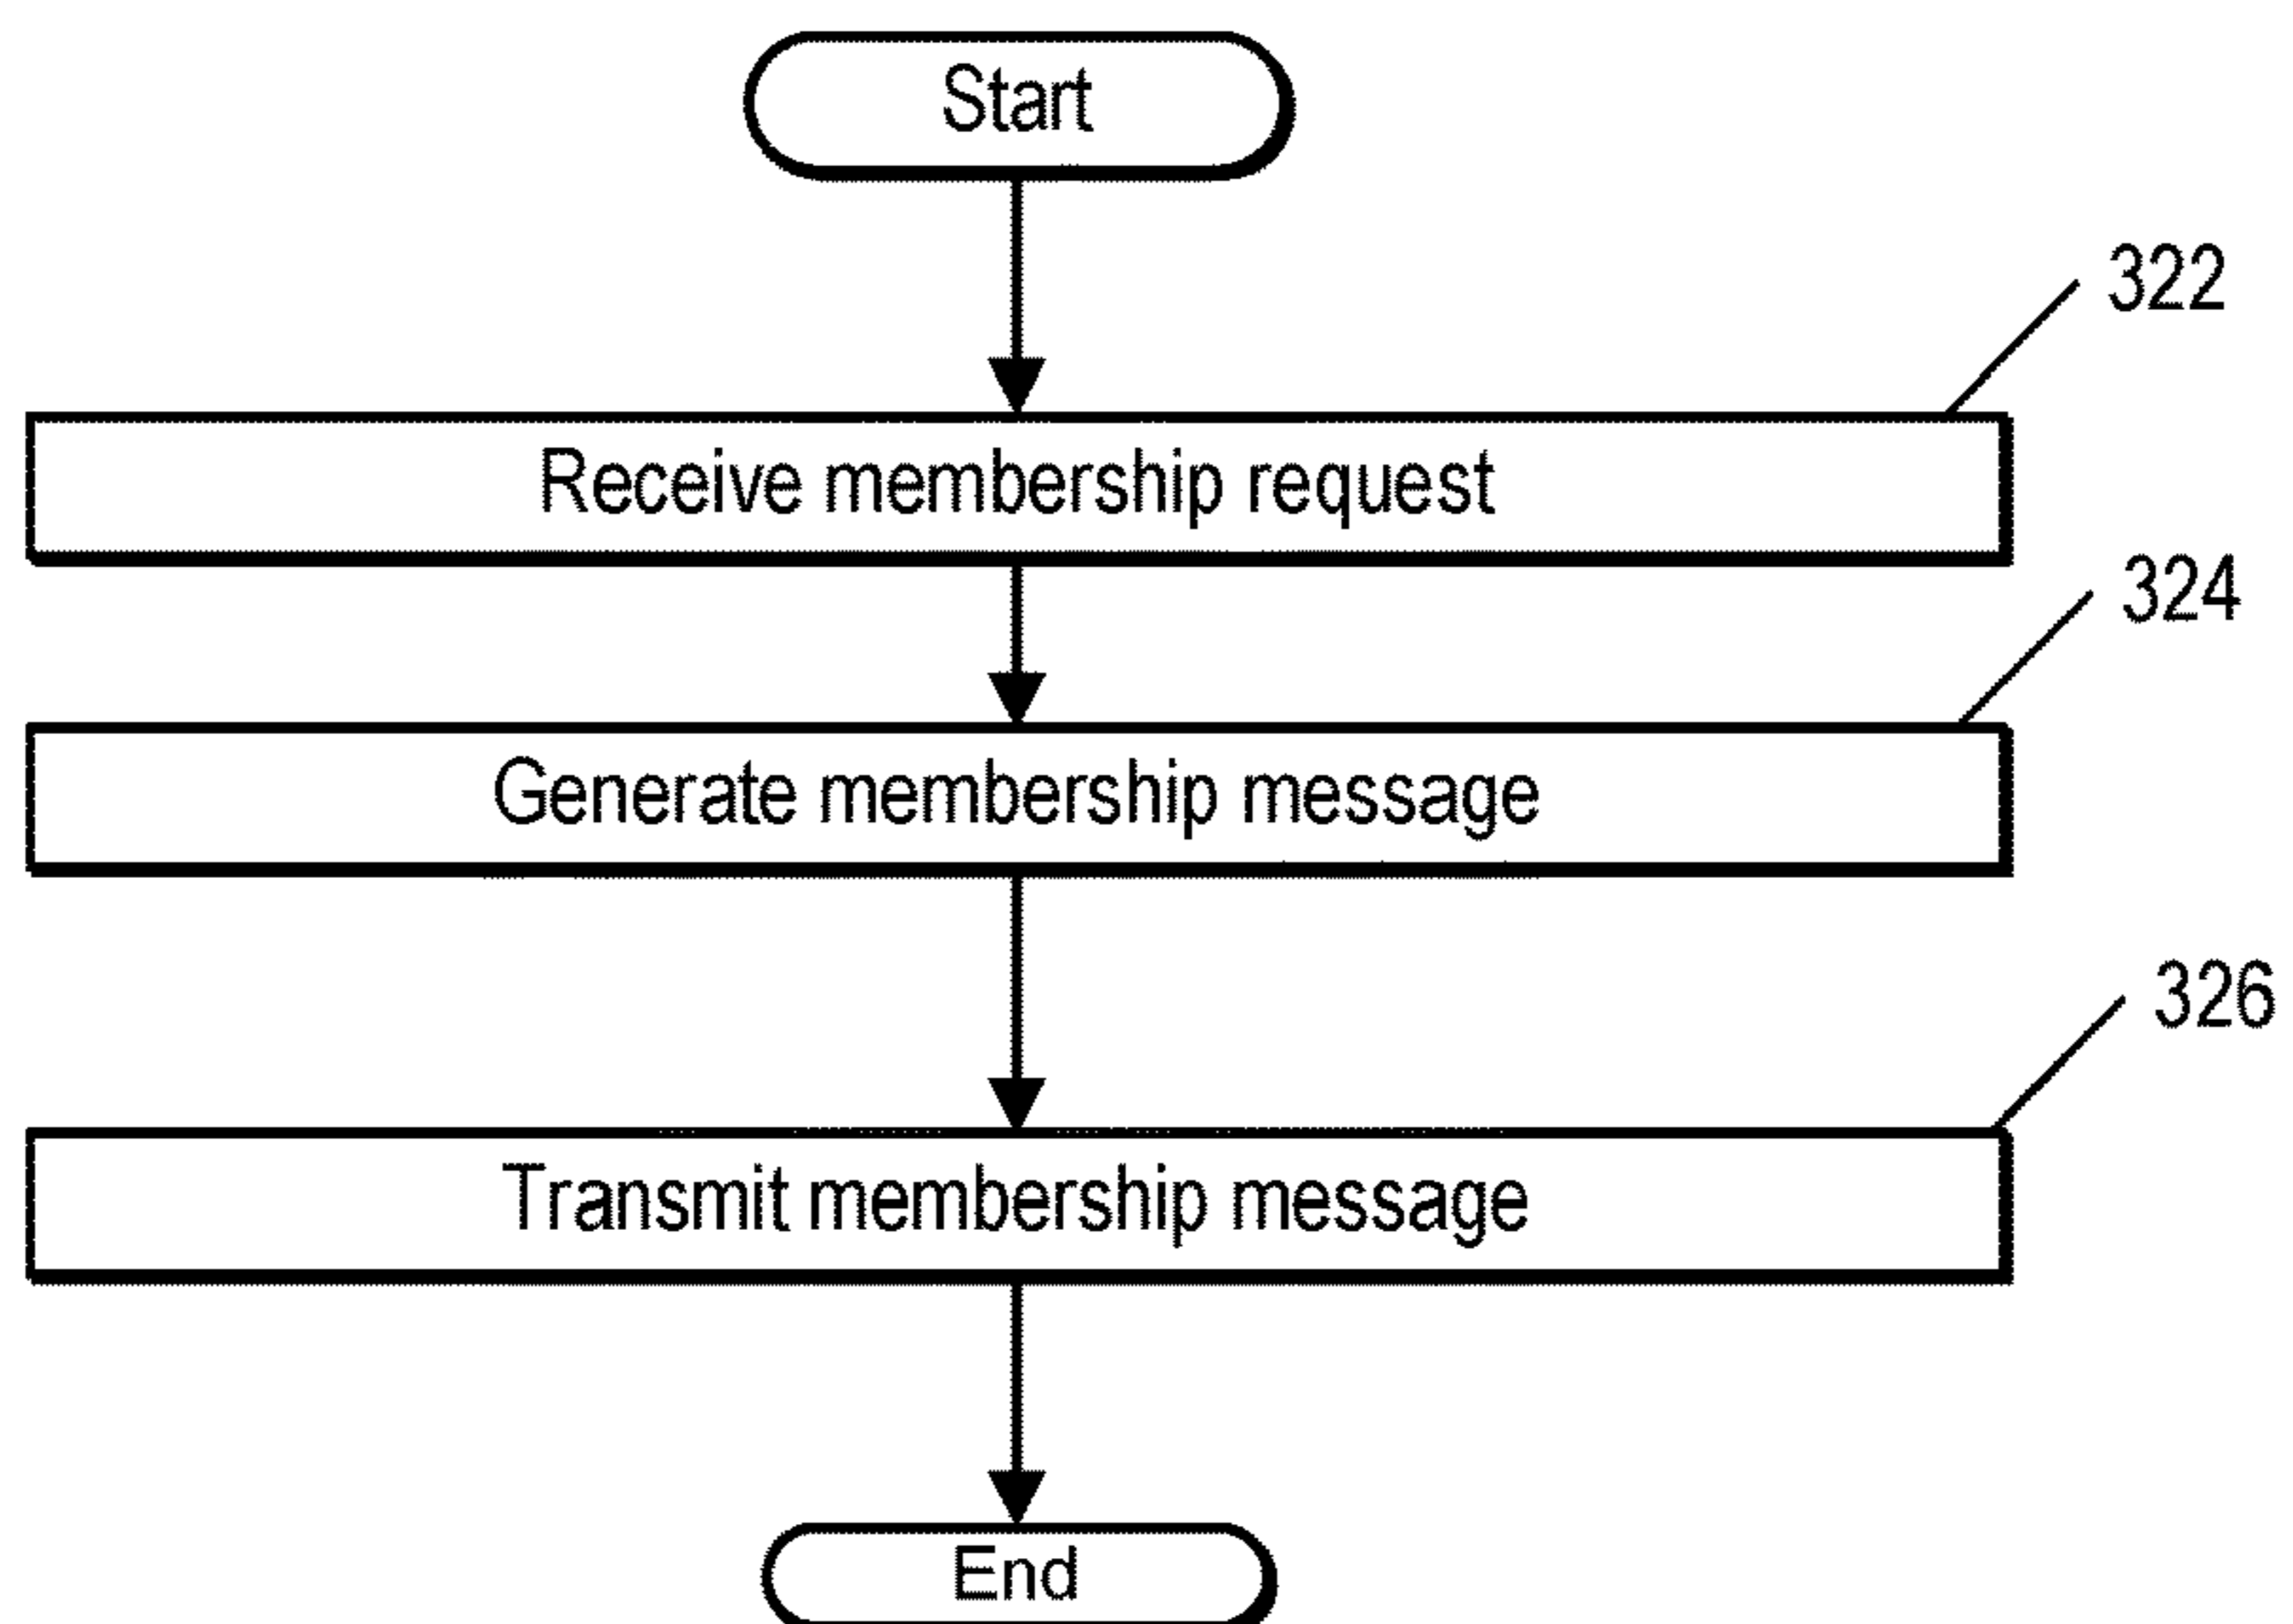 Start
322
Receive membership request
324
Generate membership message
326
Transmit membership message
End